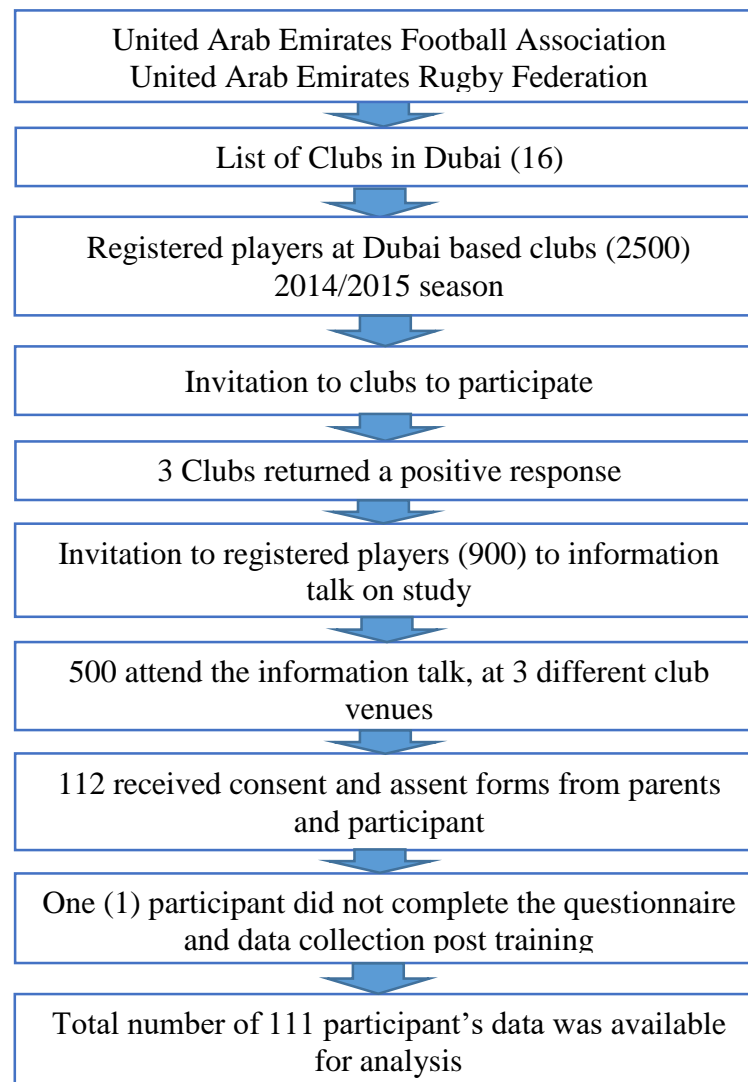 United Arab Emirates Football Association
United Arab Emirates Rugby Federation
List of Clubs in Dubai (16)
Registered players at Dubai based clubs (2500)
2014/2015 season
Invitation to clubs to participate
3 Clubs returned a positive response
Invitation to registered players (900) to information
talk on study
500 attend the information talk, at 3 different club
venues
112 received consent and assent forms from parents
and participant
One (1) participant did not complete the questionnaire
and data collection post training
Total number of 111 participant’s data was available
for analysis